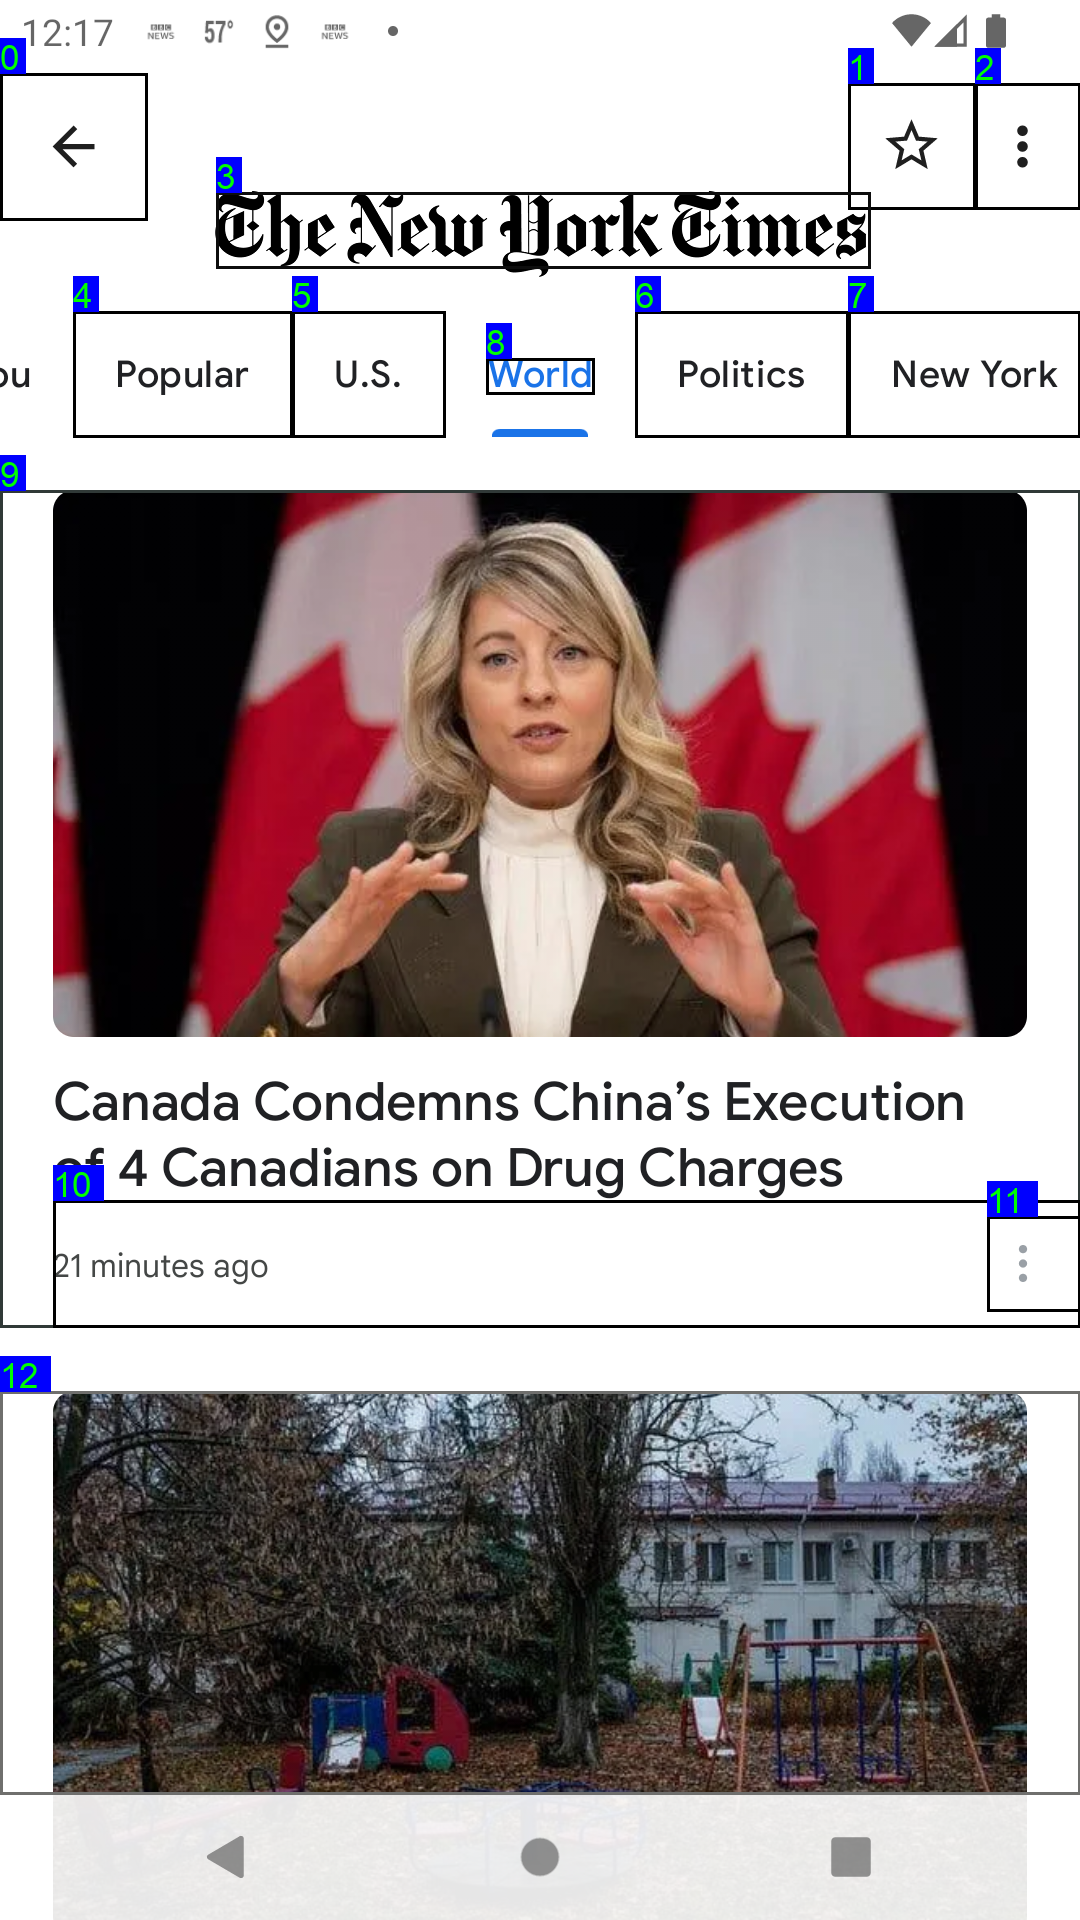 12:17 BBC NEWS 57° BBC NEWS
0
1
2
3
The New York Times
4
5
6
7
8
ou Popular U.S. World Politics New York
9
Canada Condemns China's Execution
of 4 Canadians on Drug Charges
10
11
21 minutes ago
12